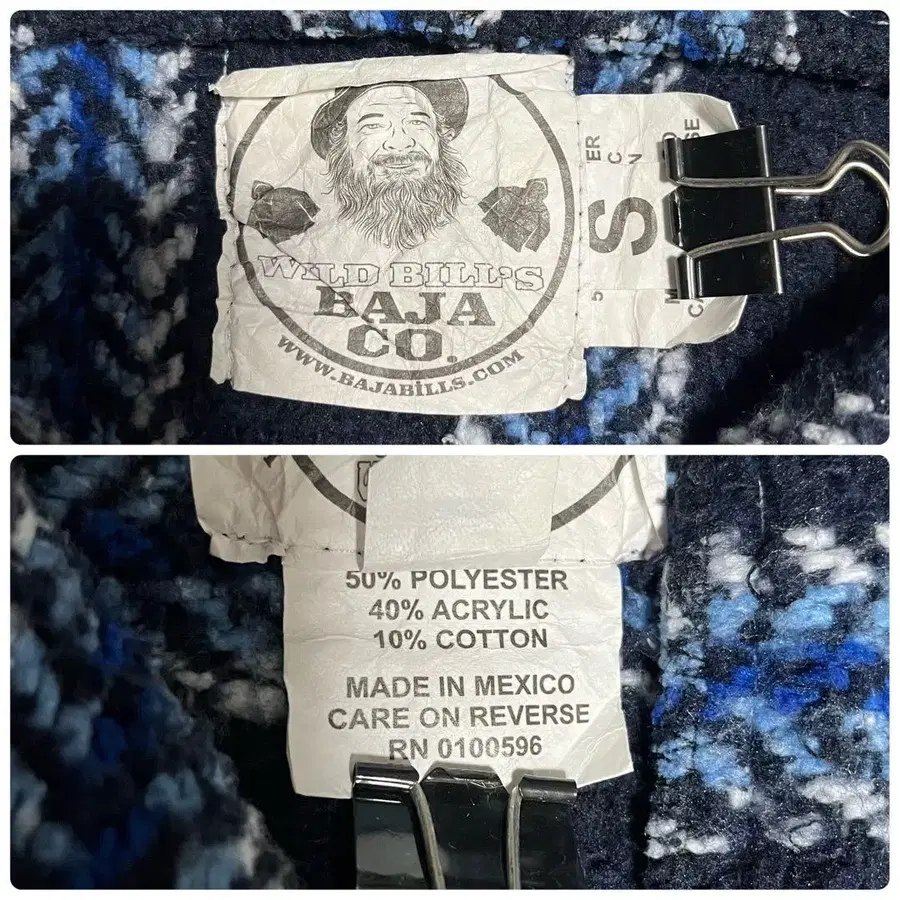 WILD BILL'S
BAJA
CO.
WWW.BAJABILLS.COM
S
50% POLYESTER
40% ACRYLIC
10% COTTON
MADE IN MEXICO
CARE ON REVERSE
RN 0100596